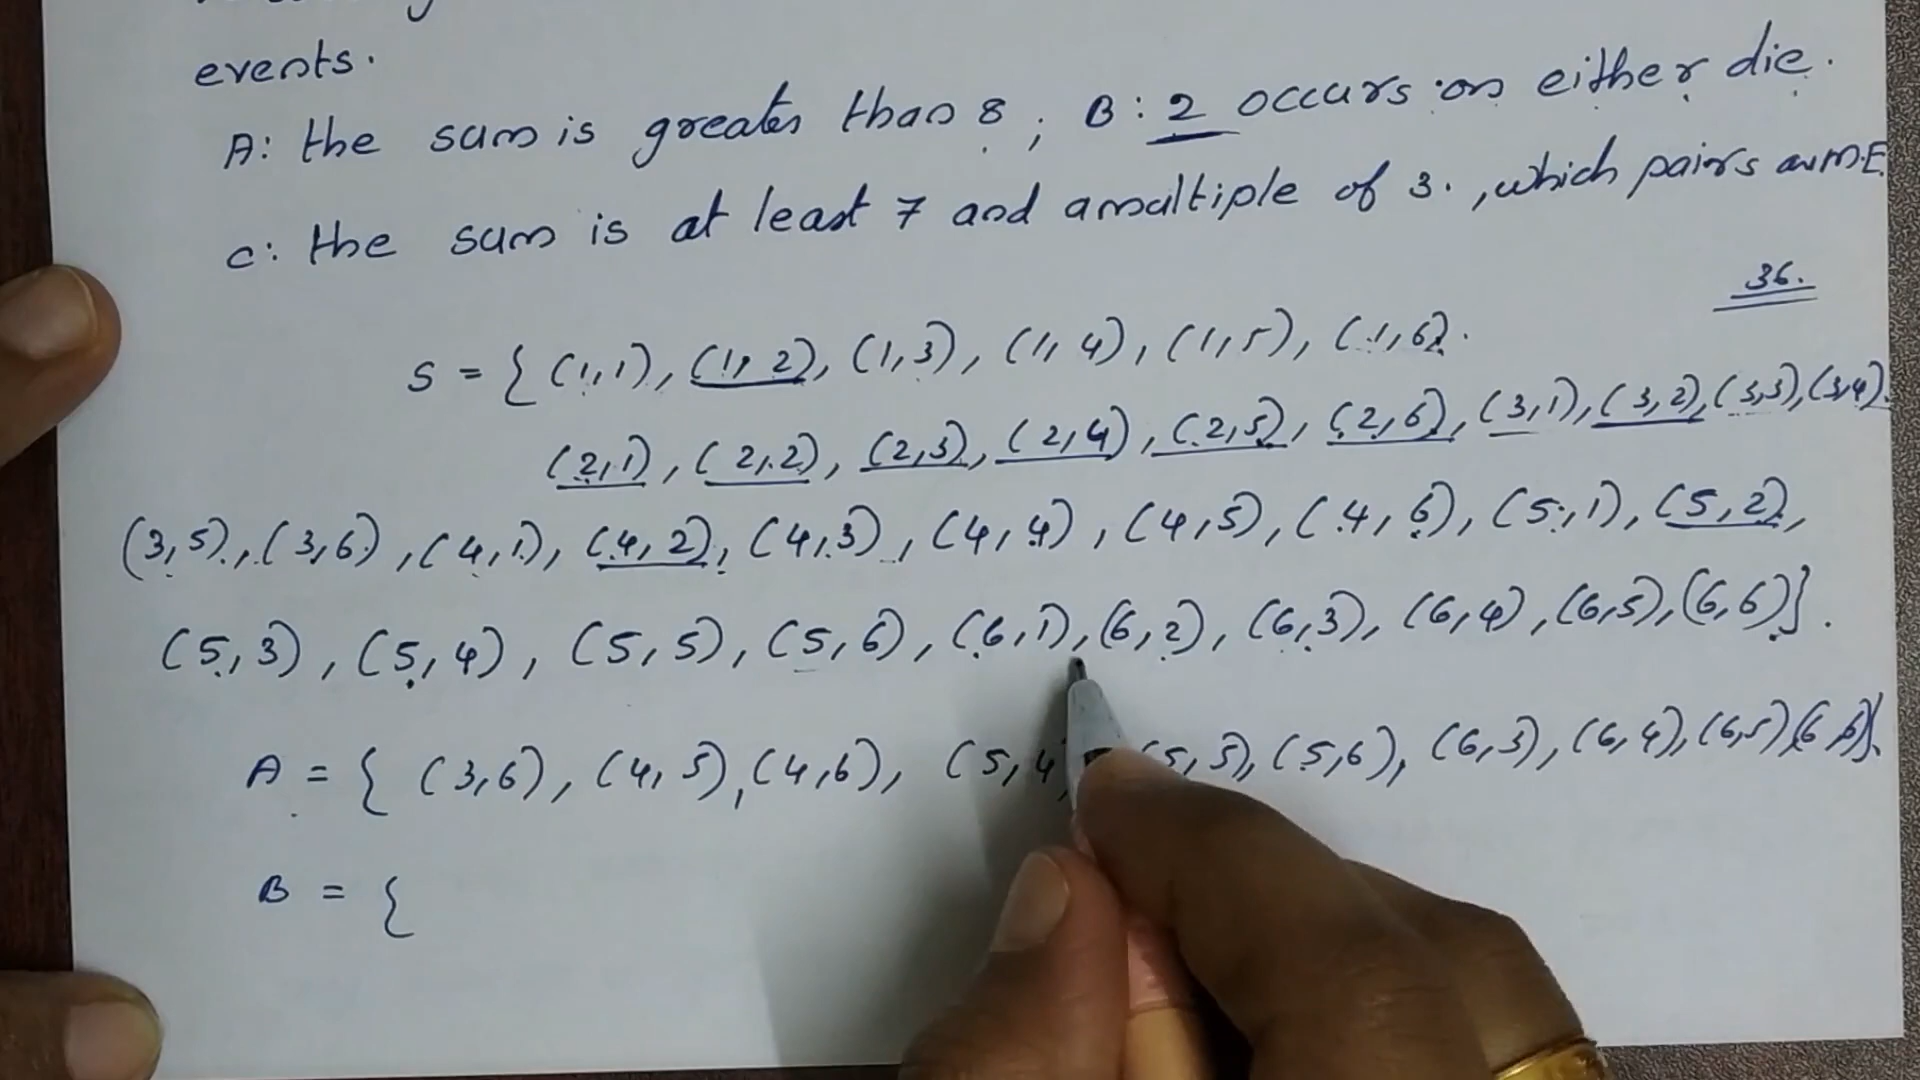 events.
A: the sum is greater than 8 ; B : 2 occurs on either die.
C: the sum is at least 7 and a multiple of 3. , which pairs M.E
36.
S = { (1,1), (1,2), (1,3), (1,4), (1,5), (1,6).
(2,1), (2,2), (2,3), (2,4), (2,5), (2,6), (3,1), (3,2), (3,3), (3,4).
(3,5), (3,6), (4,1), (4,2), (4,3), (4,4), (4,5), (4,6), (5,1), (5,2),
(5,3), (5,4), (5,5), (5,6), (6,1), (6,2), (6,3), (6,4), (6,5), (6,6)}.
A = { (3,6), (4,5), (4,6), (5,4 5,5), (5,6), (6,3), (6,4), (6,5) (6,6)}.
B = {